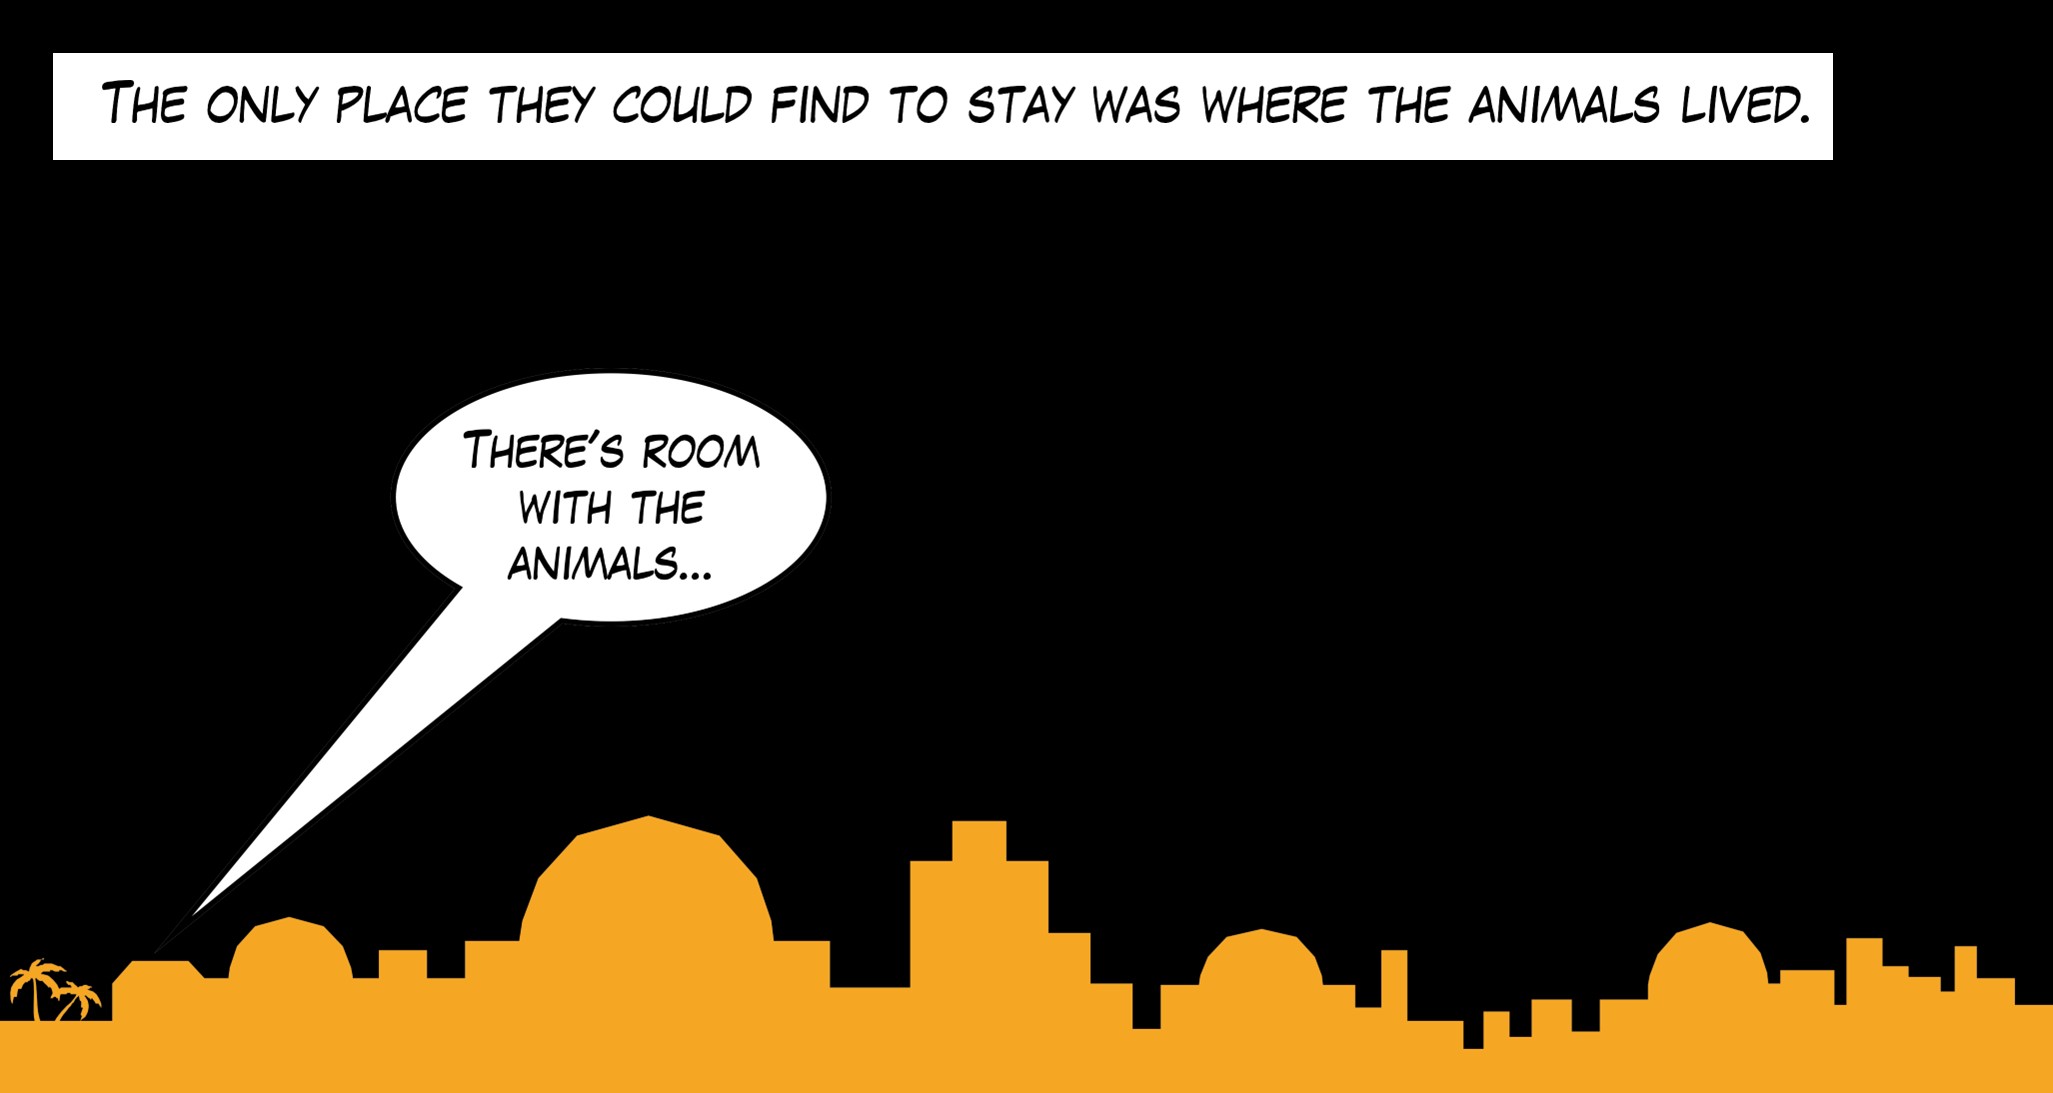 The only place they could find to stay was where the animals lived.
There's room
with the
animals...